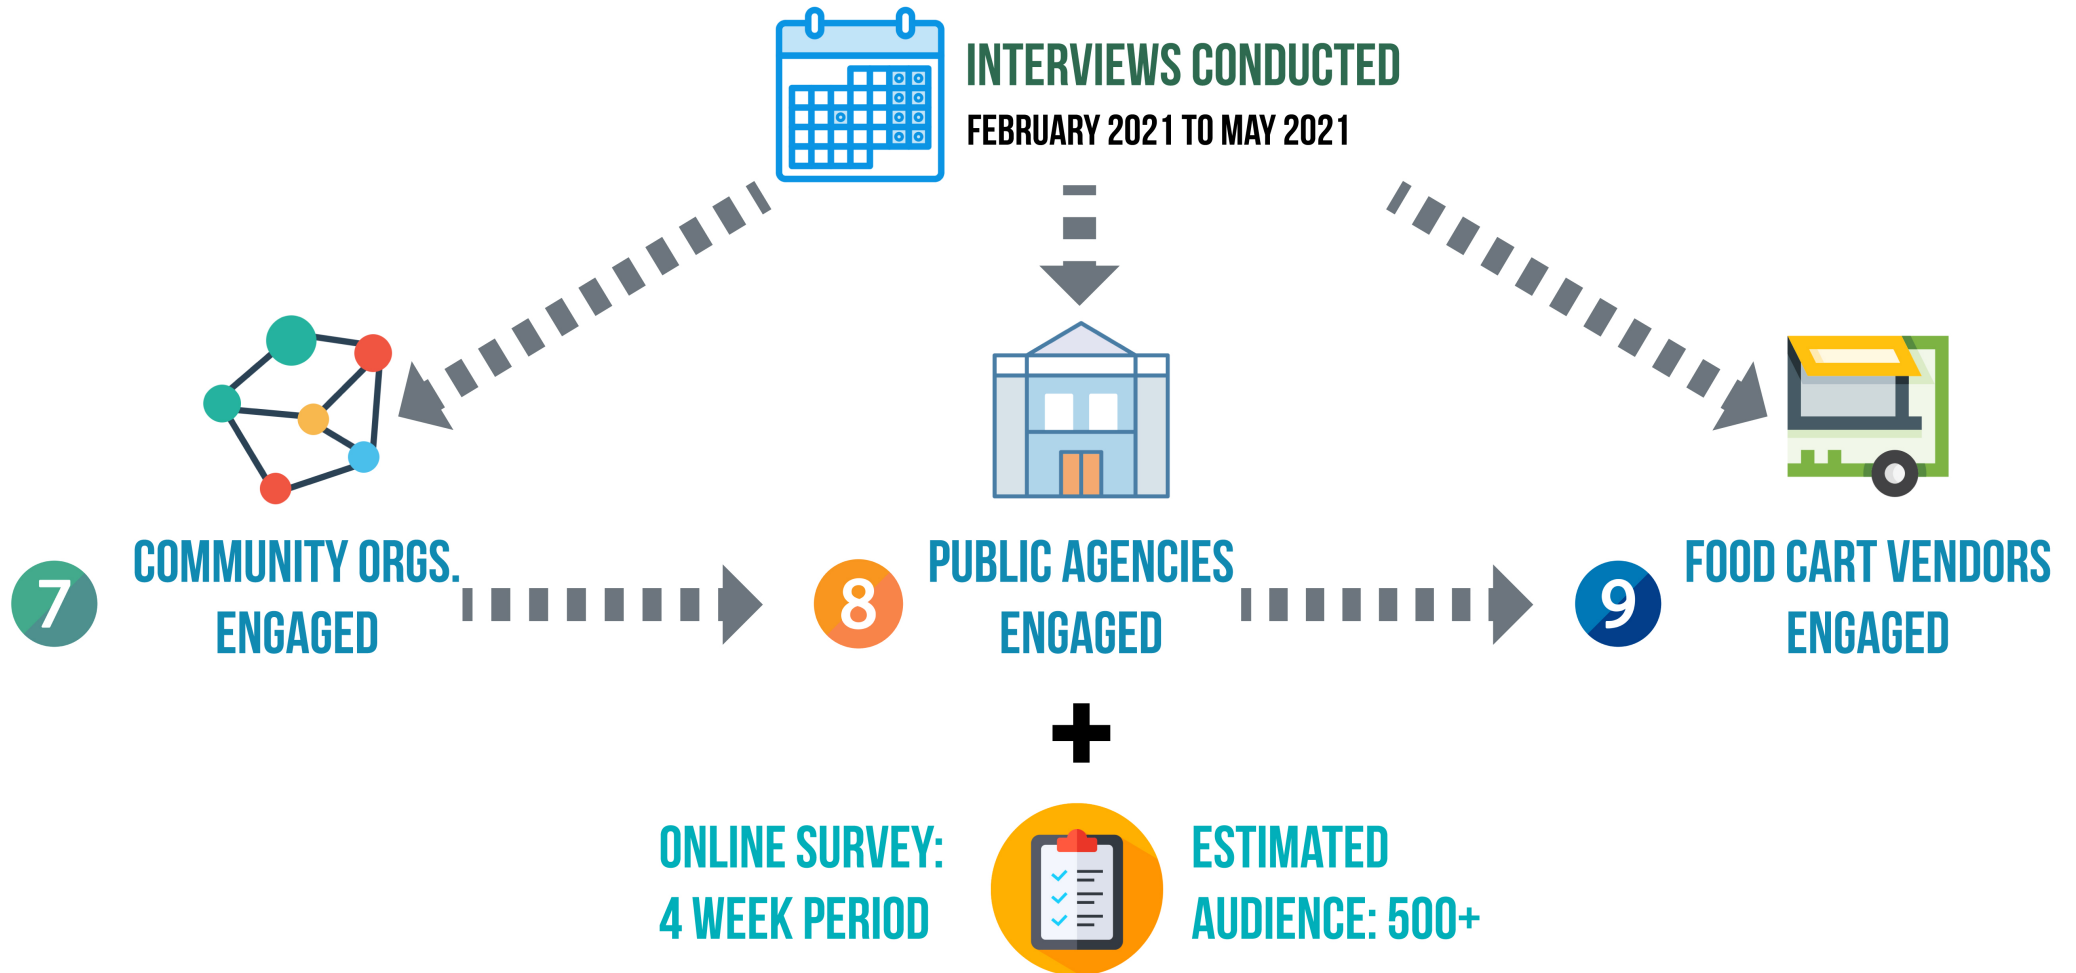 INTERVIEWS CONDUCTED
FEBRUARY 2021 TO MAY 2021
7
COMMUNITY ORGS.
ENGAGED
8
PUBLIC AGENCIES
ENGAGED
9
FOOD CART VENDORS
ENGAGED
+
ONLINE SURVEY:
4 WEEK PERIOD
ESTIMATED
AUDIENCE: 500+